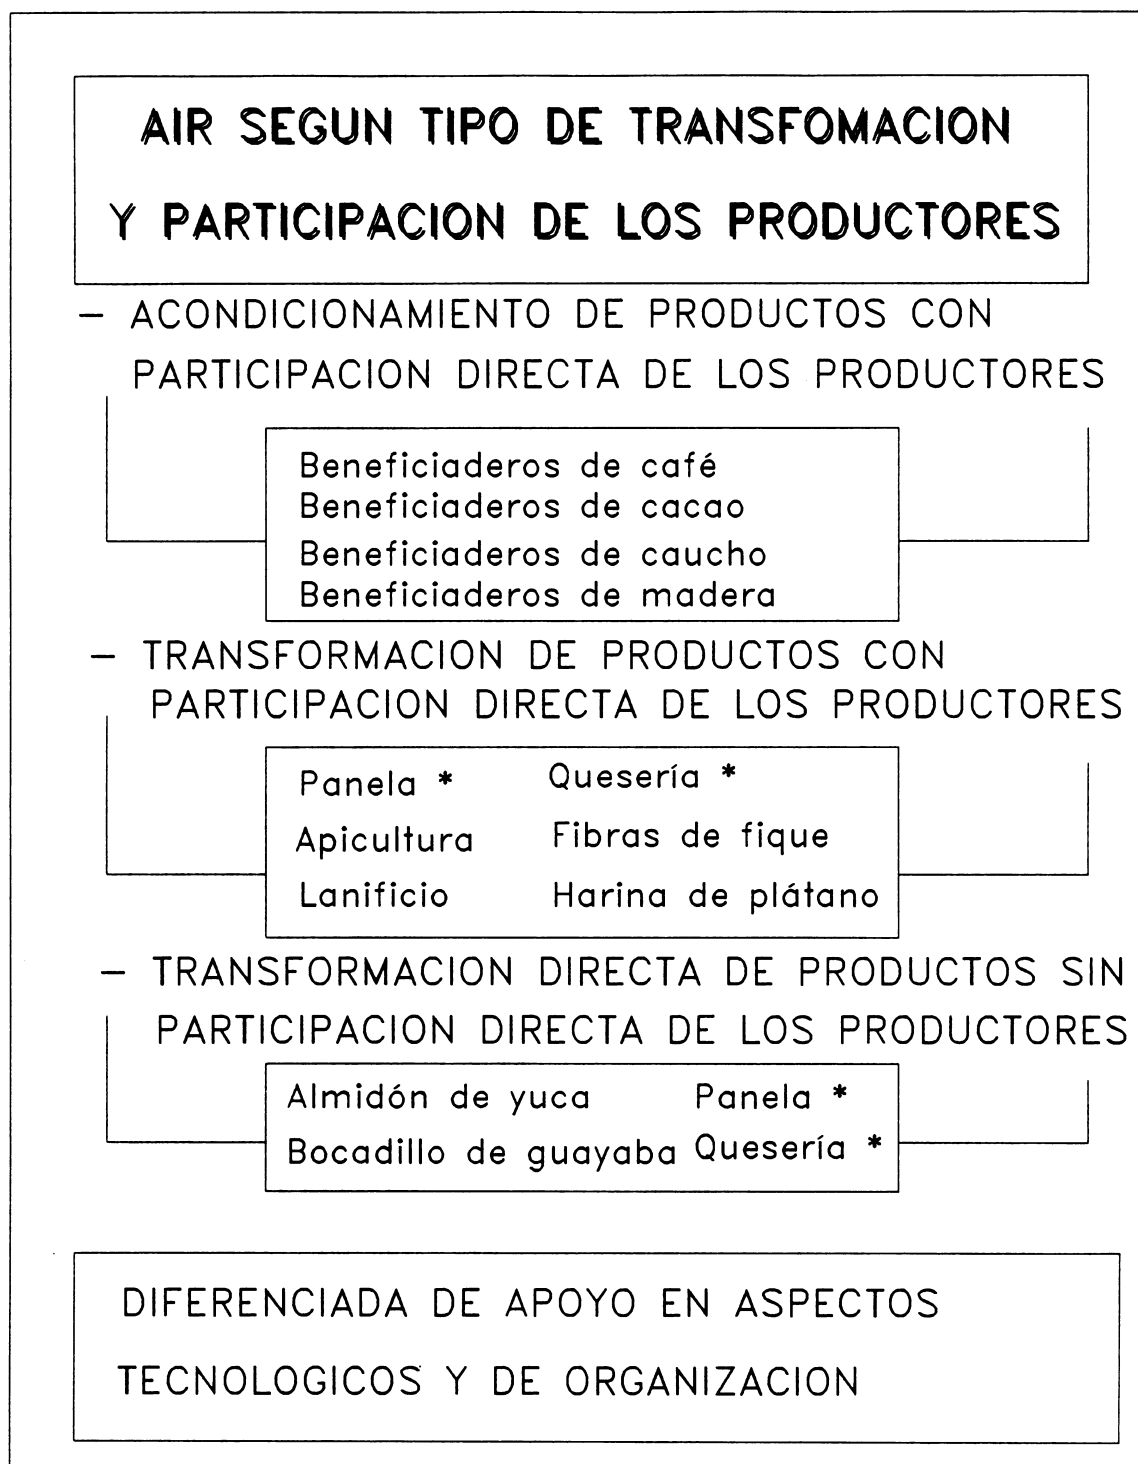 AIR SEGUN TIPO DE TRANSFOMACION
Y PARTICIPACION DE LOS PRODUCTORES
– ACONDICIONAMIENTO DE PRODUCTOS CON
PARTICIPACION DIRECTA DE LOS PRODUCTORES
Beneficiaderos de café
Beneficiaderos de cacao
Beneficiaderos de caucho
Beneficiaderos de madera
– TRANSFORMACION DE PRODUCTOS CON
PARTICIPACION DIRECTA DE LOS PRODUCTORES
Panela * Quesería *
Apicultura Fibras de fique
Lanificio Harina de plátano
– TRANSFORMACION DIRECTA DE PRODUCTOS SIN
PARTICIPACION DIRECTA DE LOS PRODUCTORES
Almidón de yuca Panela *
Bocadillo de guayaba Quesería *
DIFERENCIADA DE APOYO EN ASPECTOS
TECNOLOGICOS Y DE ORGANIZACION